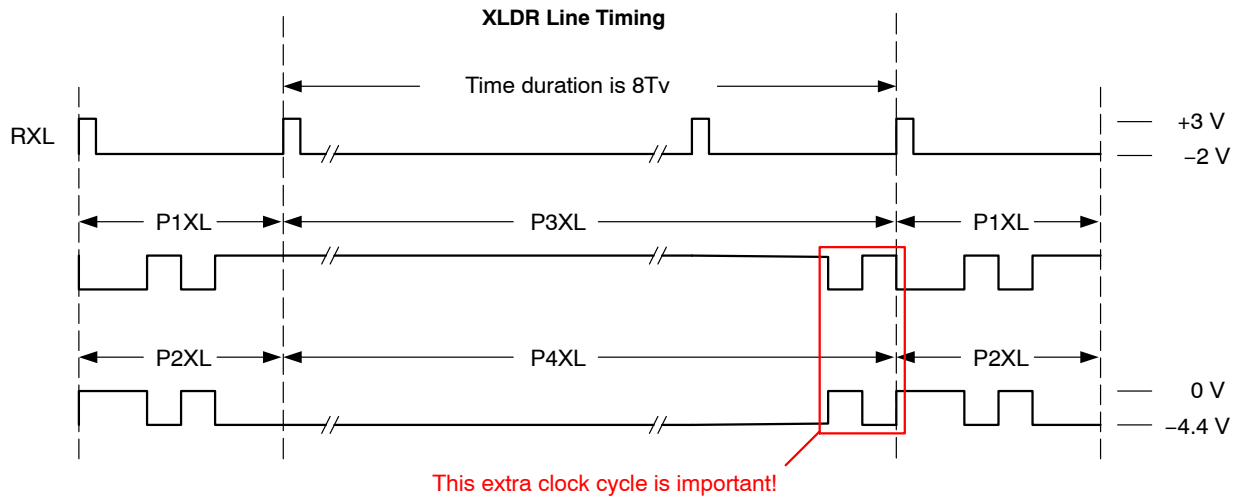 XLDR Line Timing
Time duration is 8Tv
RXL
+3 V
−2 V
P1XL
P3XL
P1XL
P2XL
P4XL
P2XL
0 V
−4.4 V
This extra clock cycle is important!